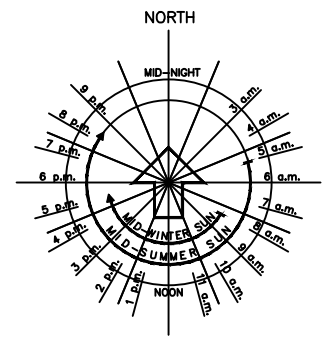 NORTH
MID-NIGHT
9 p.m.
3 a.m.
8 p.m.
4 a.m.
7 p.m.
5 a.m.
6 p.m.
6 a.m.
5 p.m.
7 a.m.
4 p.m.
8 a.m.
3 p.m.
9 a.m.
2 p.m.
10 a.m.
1 p.m.
11 a.m.
MID-WINTER SUN
MID-SUMMER SUN
NOON